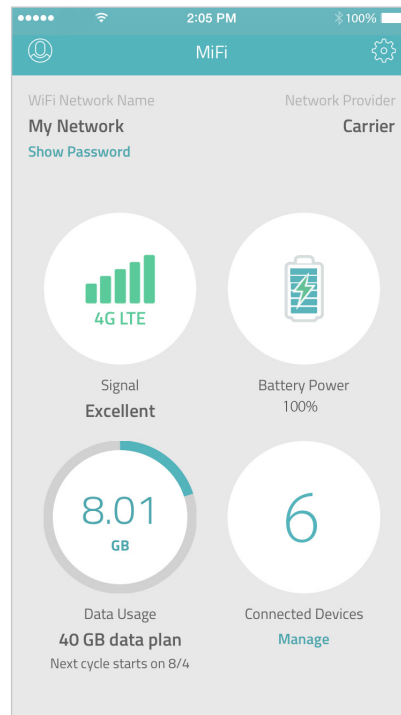 2:05 PM 100%
MiFi
WiFi Network Name Network Provider
My Network Carrier
Show Password
4G LTE
Signal Battery Power
Excellent 100%
8.01 6
GB
Data Usage Connected Devices
40 GB data plan Manage
Next cycle starts on 8/4